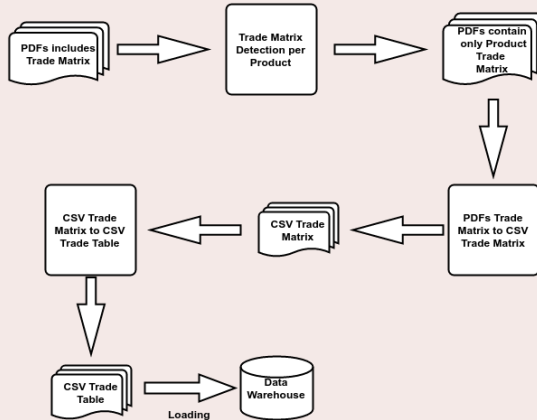 PDFs includes
Trade Matrix
Trade Matrix
Detection per
Product
PDFs contain
only Product
Trade
Matrix
PDFs Trade
Matrix to CSV
Trade Matrix
CSV Trade
Matrix
CSV Trade
Matrix to CSV
Trade Table
CSV Trade
Table
Loading
Data
Warehouse